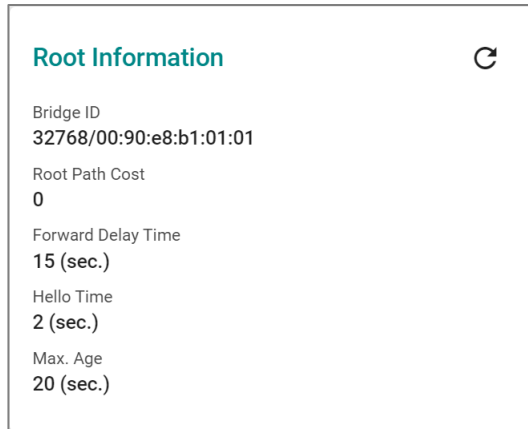 Root Information
Bridge ID
32768/00:90:e8:b1:01:01
Root Path Cost
0
Forward Delay Time
15 (sec.)
Hello Time
2 (sec.)
Max. Age
20 (sec.)